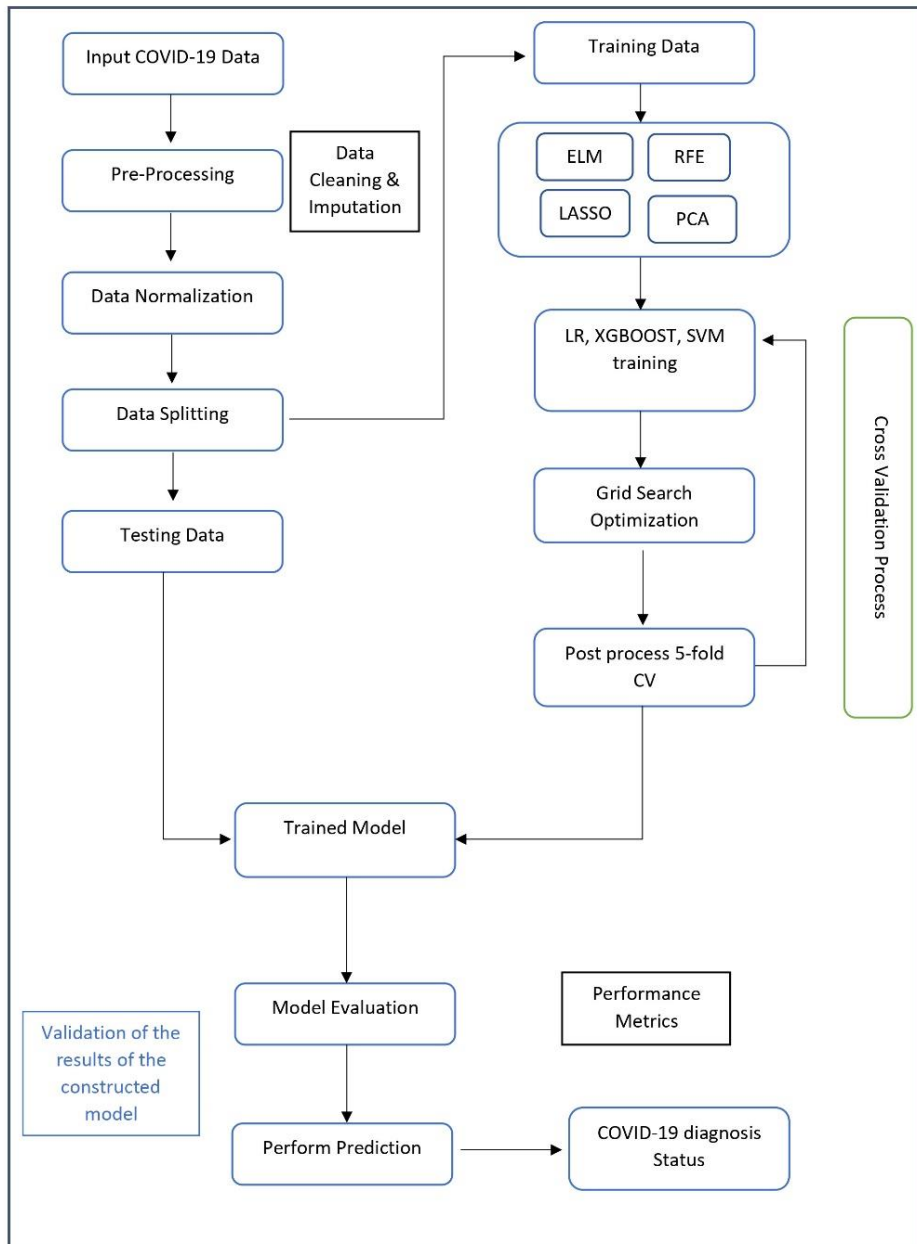 Input COVID-19 Data
Pre-Processing
Data
Cleaning &
Imputation
Data Normalization
Data Splitting
Testing Data
Training Data
ELM
RFE
LASSO
PCA
LR, XGBOOST, SVM
training
Grid Search
Optimization
Post process 5-fold
CV
Cross Validation Process
Trained Model
Model Evaluation
Performance
Metrics
Validation of the
results of the
constructed
model
Perform Prediction
COVID-19 diagnosis
Status